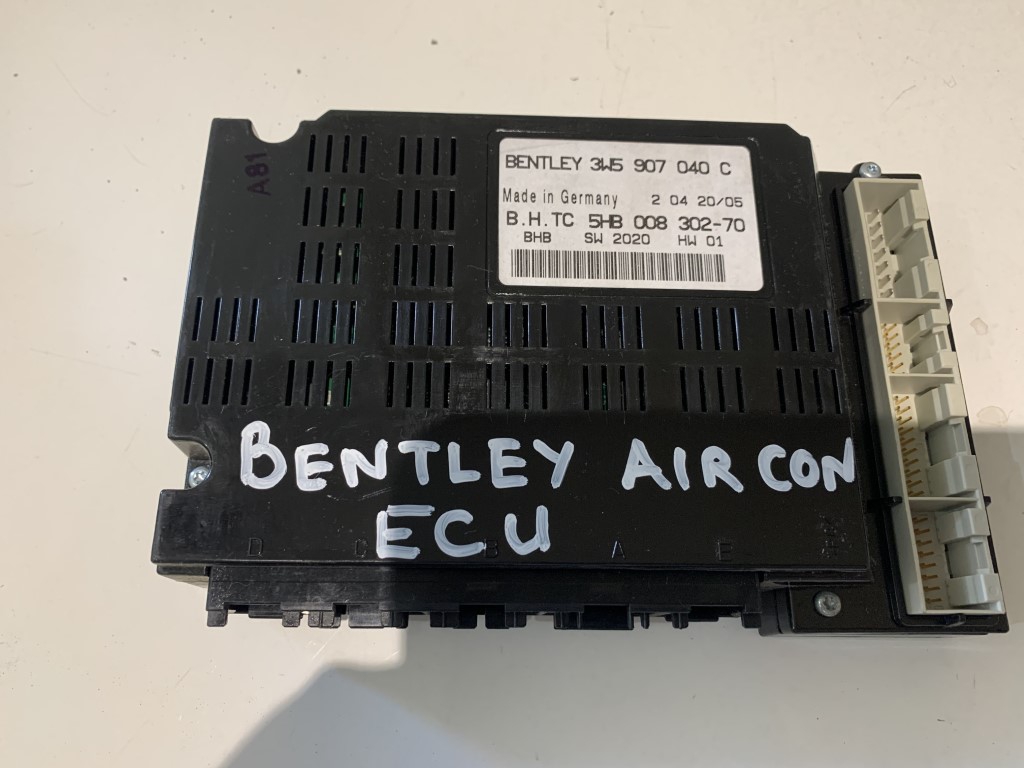 A81
BENTLEY 3W5 907 040 C
Made in Germany 2 04 20/05
B.H.TC 5HB 008 302-70
BHB SW 2020 HW 01
BENTLEY AIR CON
ECU
D C B A E